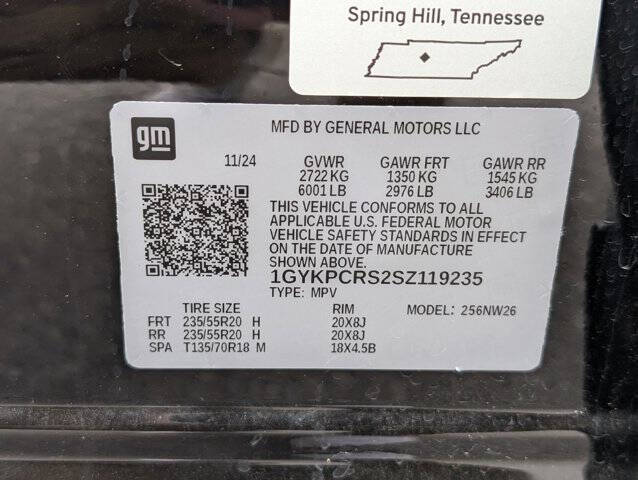 Spring Hill, Tennessee
gm
MFD BY GENERAL MOTORS LLC
11/24 GVWR GAWR FRT GAWR RR
2722 KG 1350 KG 1545 KG
6001 LB 2976 LB 3406 LB
THIS VEHICLE CONFORMS TO ALL
APPLICABLE U.S. FEDERAL MOTOR
VEHICLE SAFETY STANDARDS IN EFFECT
ON THE DATE OF MANUFACTURE
SHOWN ABOVE.
1GYKPCRS2SZ119235
TYPE: MPV MODEL: 256NW26
TIRE SIZE RIM
FRT 235/55R20 H 20X8J
RR 235/55R20 H 20X8J
SPA T135/70R18 M 18X4.5B